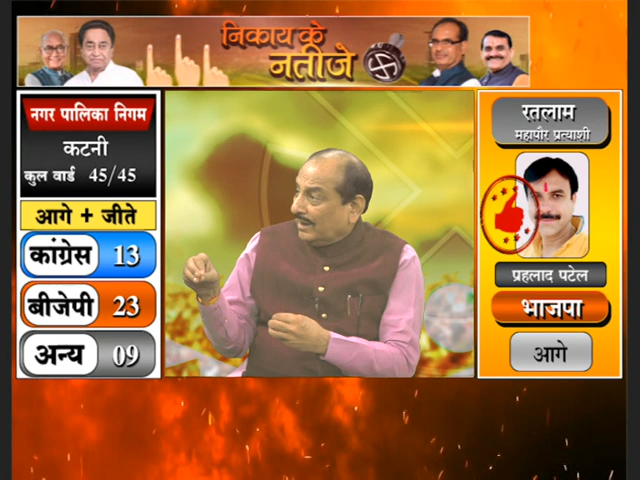 निकाय के
नतीजे
नगर पालिका निगम
कटनी
कुल वार्ड 45/45
आगे + जीते
कांग्रेस 13
बीजेपी 23
अन्य 09
रतलाम
महापौर प्रत्याशी
प्रहलाद पटेल
भाजपा
आगे